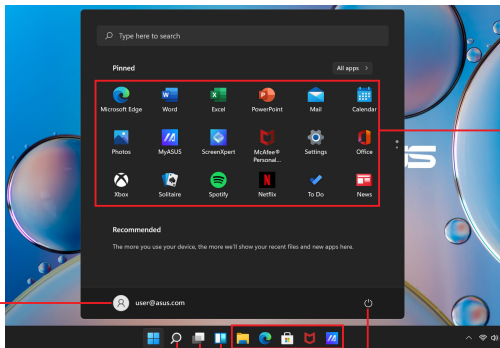 Type here to search
Pinned
All apps >
Microsoft Edge Word Excel PowerPoint Mail Calendar
Photos MyASUS ScreenXpert McAfee® Personal... Settings Office
Xbox Solitaire Spotify Netflix To Do News
Recommended
The more you use your device, the more we'll show your recent files and new apps here.
user@asus.com